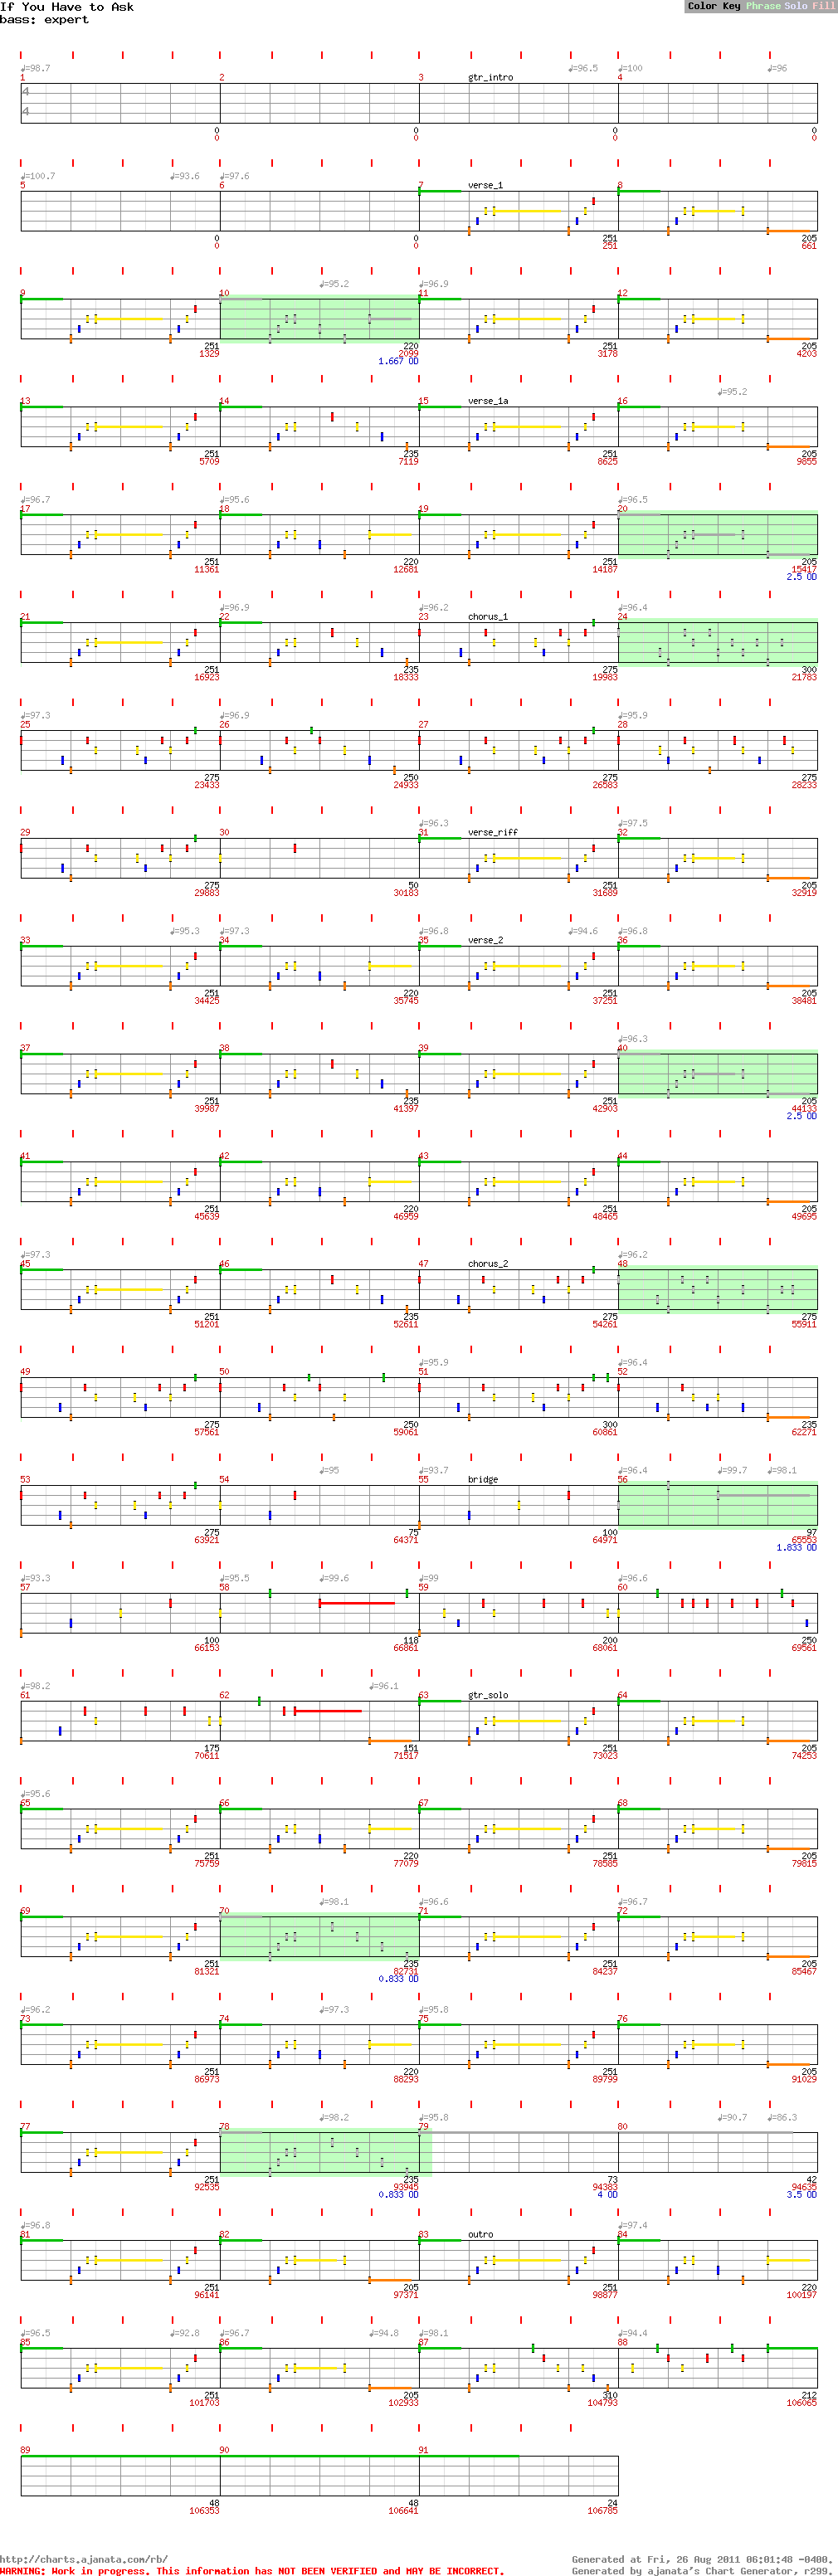 If You Have to Ask
bass: expert
Color Key Phrase Solo Fill
♩=98.7 ♩=96.5 ♩=100 ♩=96
1 2 3 gtr_intro 4
4
4
0 0 0 0
0 0 0 0
♩=100.7 ♩=93.6 ♩=97.6
5 6 7 verse_1 8
0 0 251 205
0 0 251 661
♩=95.2 ♩=96.9
9 10 11 12
251 220 251 205
1329 2099 3178 4203
1.667 OD
♩=95.2
13 14 15 verse_1a 16
251 235 251 205
5709 7119 8625 9855
♩=96.7 ♩=95.6 ♩=96.5
17 18 19 20
251 220 251 205
11361 12681 14187 15417
2.5 OD
♩=96.9 ♩=96.2 ♩=96.4
21 22 23 chorus_1 24
251 235 275 300
16923 18333 19983 21783
♩=97.3 ♩=96.9 ♩=95.9
25 26 27 28
275 250 275 275
23433 24933 26583 28233
♩=96.3 ♩=97.5
29 30 31 verse_riff 32
275 50 251 205
29883 30183 31689 32919
♩=95.3 ♩=97.3 ♩=96.8 ♩=94.6 ♩=96.8
33 34 35 verse_2 36
251 220 251 205
34425 35745 37251 38481
♩=96.3
37 38 39 40
251 235 251 205
39987 41397 42903 44133
2.5 OD
41 42 43 44
251 220 251 205
45639 46959 48465 49695
♩=97.3 ♩=96.2
45 46 47 chorus_2 48
251 235 275 275
51201 52611 54261 55911
♩=95.9 ♩=96.4
49 50 51 52
275 250 300 235
57561 59061 60861 62271
♩=95 ♩=93.7 ♩=96.4 ♩=99.7 ♩=98.1
53 54 55 bridge 56
275 75 100 97
63921 64371 64971 65553
1.833 OD
♩=93.3 ♩=95.5 ♩=99.6 ♩=99 ♩=96.6
57 58 59 60
100 118 200 250
66153 66861 68061 69561
♩=98.2 ♩=96.1
61 62 63 gtr_solo 64
175 151 251 205
70611 71517 73023 74253
♩=95.6
65 66 67 68
251 220 251 205
75759 77079 78585 79815
♩=98.1 ♩=96.6 ♩=96.7
69 70 71 72
251 235 251 205
81321 82731 84237 85467
0.833 OD
♩=96.2 ♩=97.3 ♩=95.8
73 74 75 76
251 220 251 205
86973 88293 89799 91029
♩=98.2 ♩=95.8 ♩=90.7 ♩=86.3
77 78 79 80
251 235 73 42
92535 93945 94383 94635
0.833 OD 4 OD 3.5 OD
♩=96.8 ♩=97.4
81 82 83 outro 84
251 205 251 220
96141 97371 98877 100197
♩=96.5 ♩=92.8 ♩=96.7 ♩=94.8 ♩=98.1 ♩=94.4
85 86 87 88
251 205 310 212
101703 102933 104793 106065
89 90 91
48 48 24
106353 106641 106785
http://charts.ajanata.com/rb/ Generated at Fri, 26 Aug 2011 06:01:48 -0400.
WARNING: Work in progress. This information has NOT BEEN VERIFIED and MAY BE INCORRECT. Generated by ajanata's Chart Generator, r299.